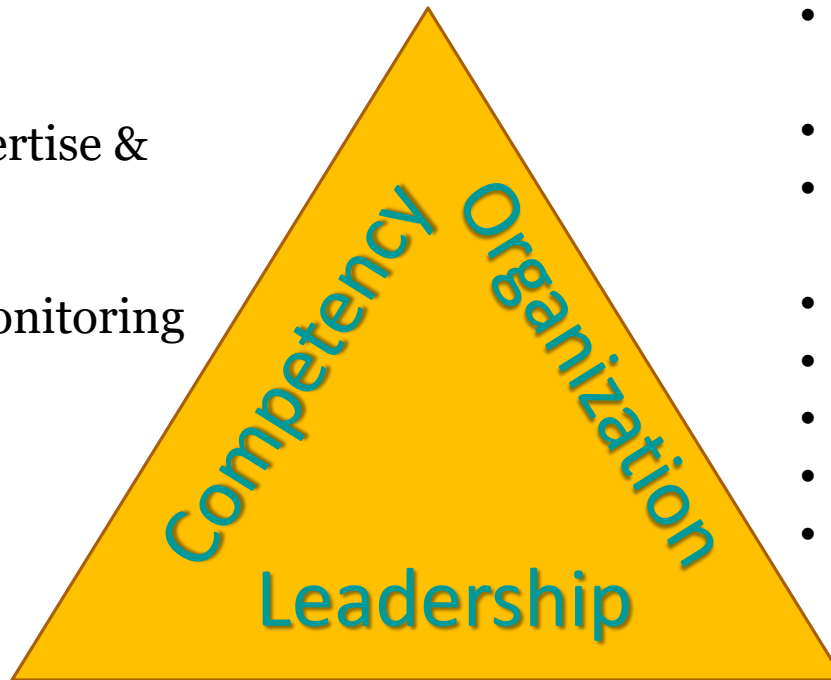 ertise &
onitoring
Competency
Organization
Leadership